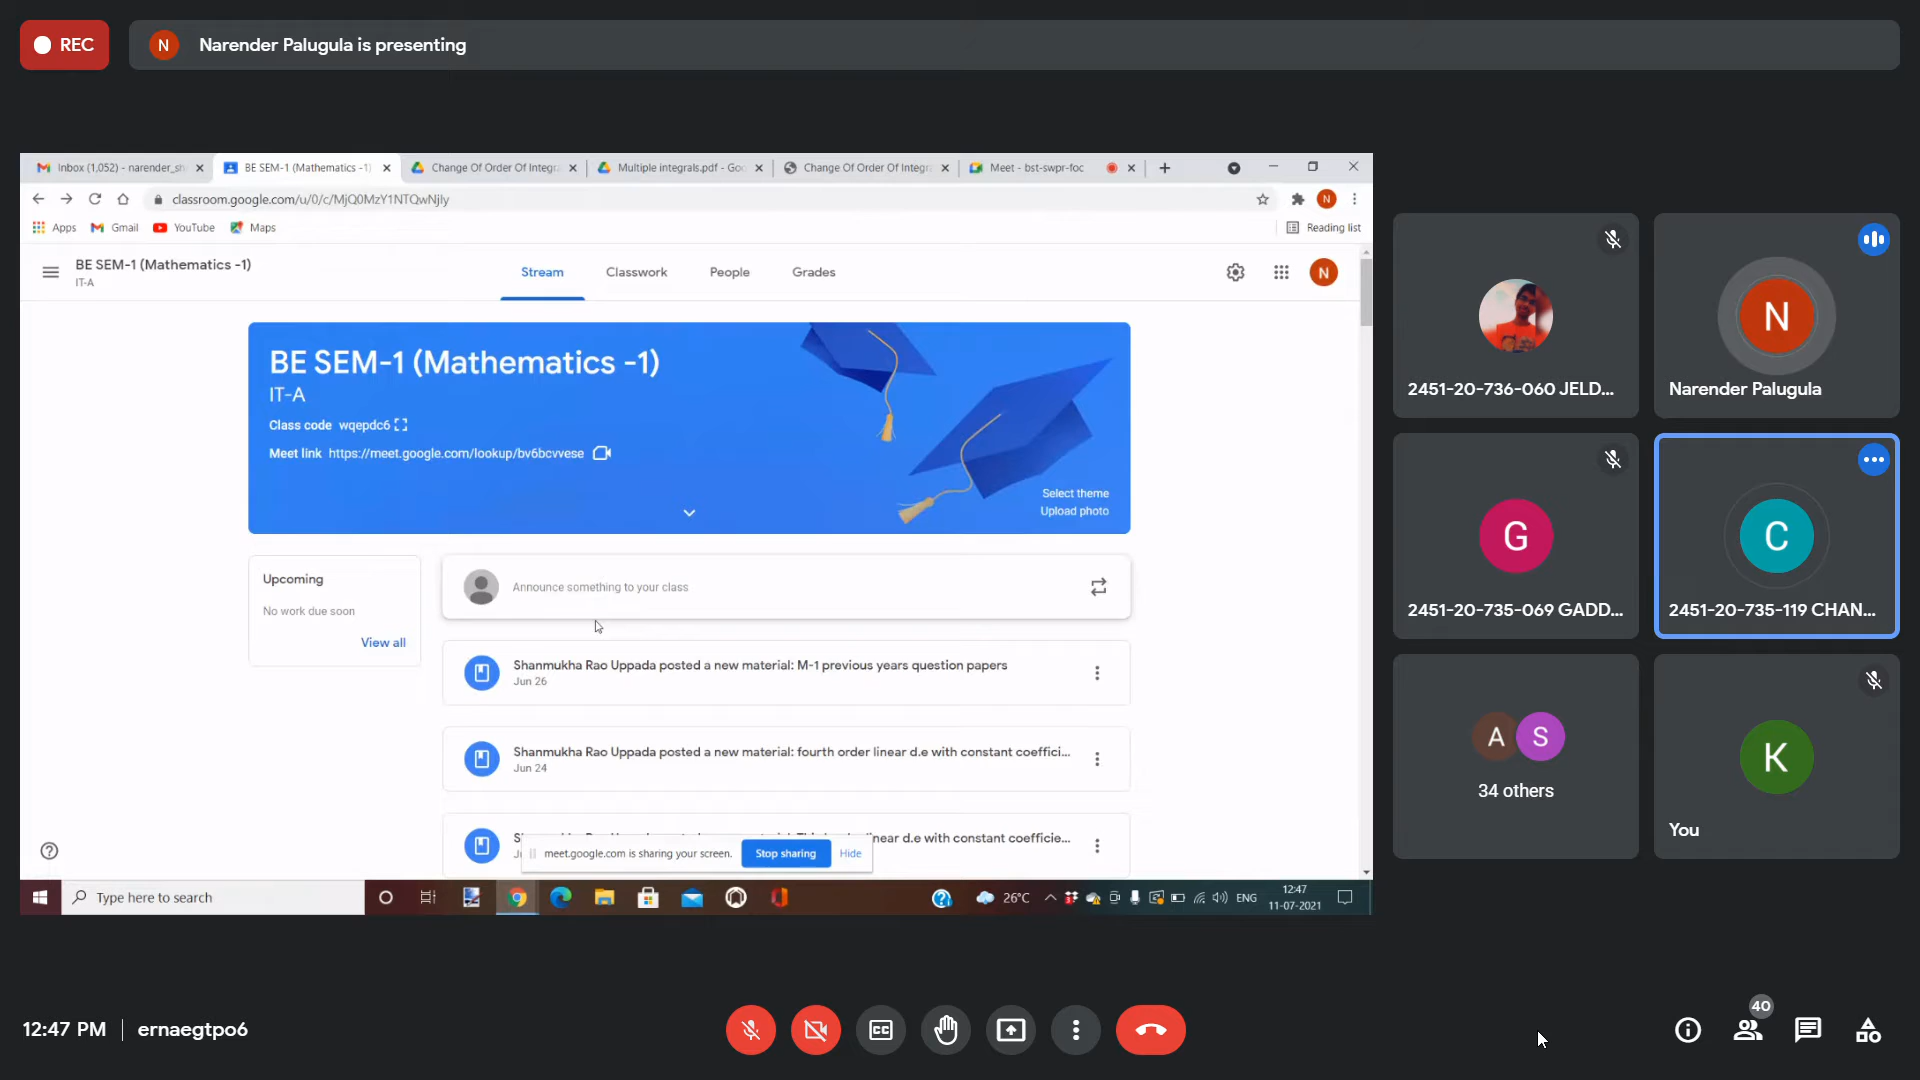 REC
N
Narender Palugula is presenting
Inbox (1,052) - narender_sh
BE SEM-1 (Mathematics -1)
Change Of Order Of Integra
Multiple integrals.pdf - Goo
Change Of Order Of Integra
Meet - bst-swpr-foc
classroom.google.com/u/0/c/MjQ0MzY1NTQwNjIy
N
Apps
Gmail
YouTube
Maps
Reading list
BE SEM-1 (Mathematics -1)
IT-A
Stream
Classwork
People
Grades
N
BE SEM-1 (Mathematics -1)
IT-A
Class code wqepdc6
Meet link https://meet.google.com/lookup/bv6bcvvese
Select theme
Upload photo
Upcoming
No work due soon
View all
Announce something to your class
Shanmukha Rao Uppada posted a new material: M-1 previous years question papers
Jun 26
Shanmukha Rao Uppada posted a new material: fourth order linear d.e with constant coeffici...
Jun 24
linear d.e with constant coefficie...
meet.google.com is sharing your screen.
Stop sharing
Hide
Type here to search
26°C
ENG
12:47
11-07-2021
2451-20-736-060 JELD...
N
Narender Palugula
G
2451-20-735-069 GADD...
C
2451-20-735-119 CHAN...
A
S
34 others
K
You
12:47 PM
ernaegtpo6
CC
40